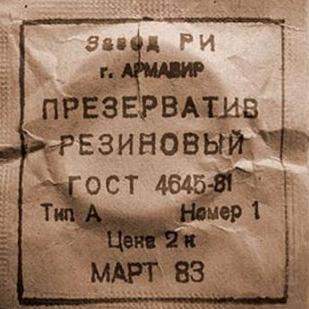 Завод РИ
г. АРМАВИР
ПРЕЗЕРВАТИВ
РЕЗИНОВЫЙ
ГОСТ 4645-81
Тип А Номер 1
Цена 2 к
МАРТ 83